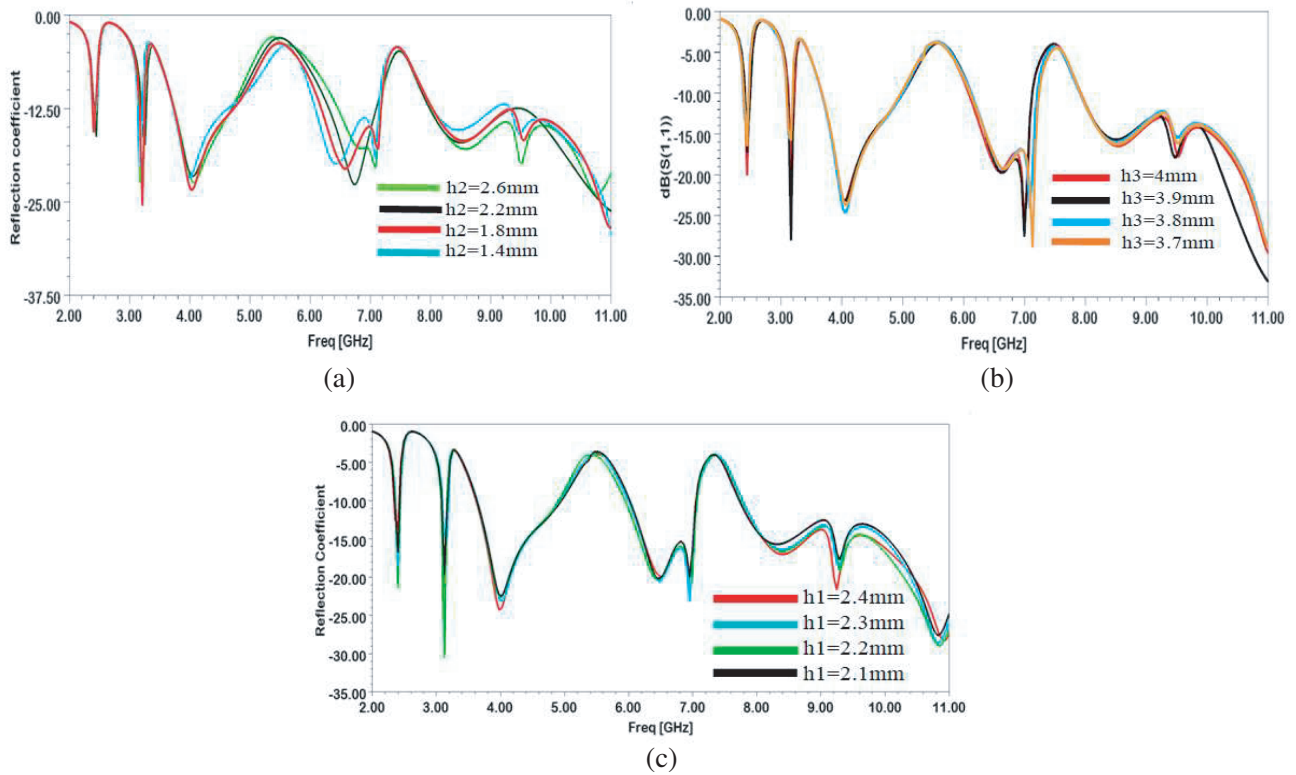 0.00
-12.50
-25.00
-37.50
Reflection coefficient
h2=2.6mm
h2=2.2mm
h2=1.8mm
h2=1.4mm
2.00 3.00 4.00 5.00 6.00 7.00 8.00 9.00 10.00 11.00
Freq [GHz]
(a)
0.00
-5.00
-10.00
-15.00
-20.00
-25.00
-30.00
-35.00
dB(S(1,1))
h3=4mm
h3=3.9mm
h3=3.8mm
h3=3.7mm
2.00 3.00 4.00 5.00 6.00 7.00 8.00 9.00 10.00 11.00
Freq [GHz]
(b)
0.00
-5.00
-10.00
-15.00
-20.00
-25.00
-30.00
-35.00
Reflection Coefficient
h1=2.4mm
h1=2.3mm
h1=2.2mm
h1=2.1mm
2.00 3.00 4.00 5.00 6.00 7.00 8.00 9.00 10.00 11.00
Freq [GHz]
(c)